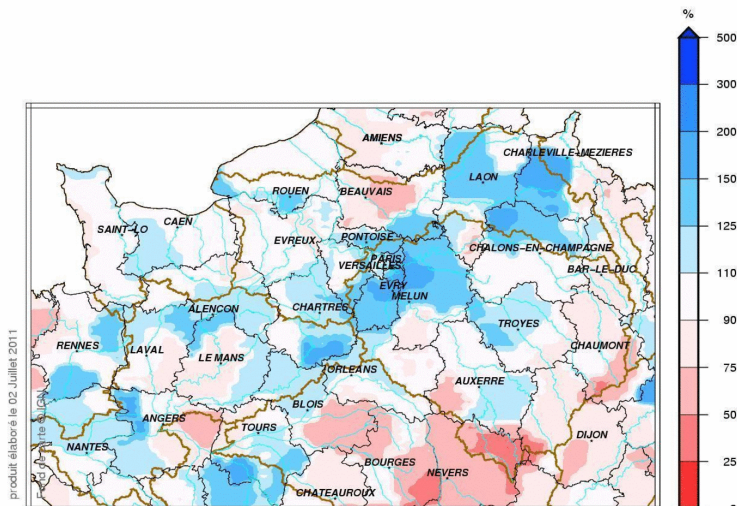 %
500
300
200
150
125
110
90
75
50
25
AMIENS
CHARLEVILLE-MEZIERES
LAON
ROUEN
BEAUVAIS
SAINT-LO
CAEN
EVREUX
PONTOISE
PARIS
VERSAILLES
CHALONS-EN-CHAMPAGNE
BAR-LE-DUC
EVRY
MELUN
ALENCON
CHARTRES
TROYES
RENNES
LAVAL
LE MANS
CHAUMONT
ORLEANS
AUXERRE
BLOIS
ANGERS
TOURS
DIJON
NANTES
BOURGES
NEVERS
CHATEAUROUX
produit élaboré le 02 Juillet 2011